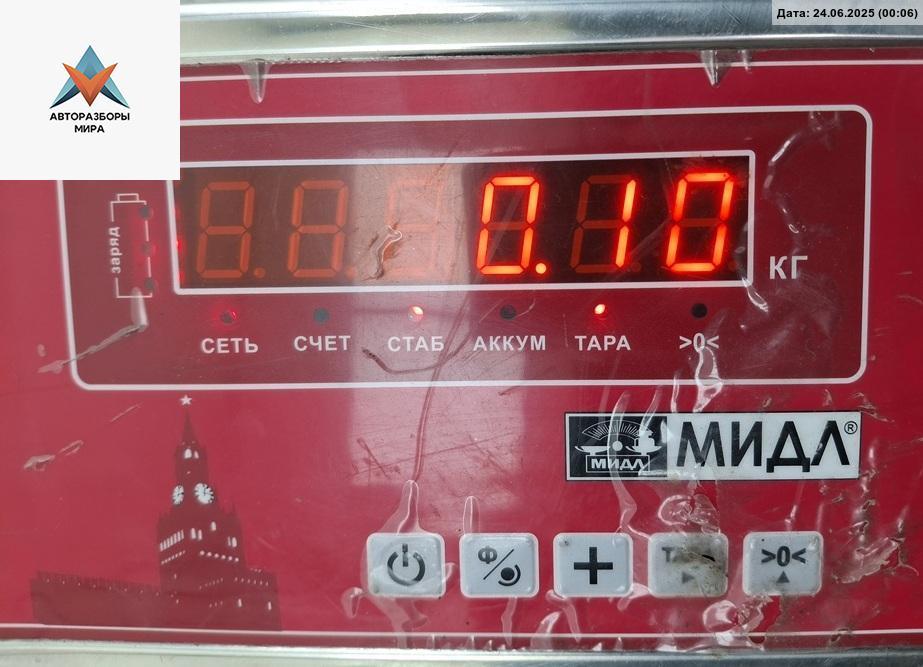 Дата: 24.06.2025 (00:06)
АВТОРАЗБОРЫ
МИРА
заряд
0.10
КГ
СЕТЬ СЧЕТ СТАБ АККУМ ТАРА >0<
МИДЛ МИДЛ®
Ф >0<